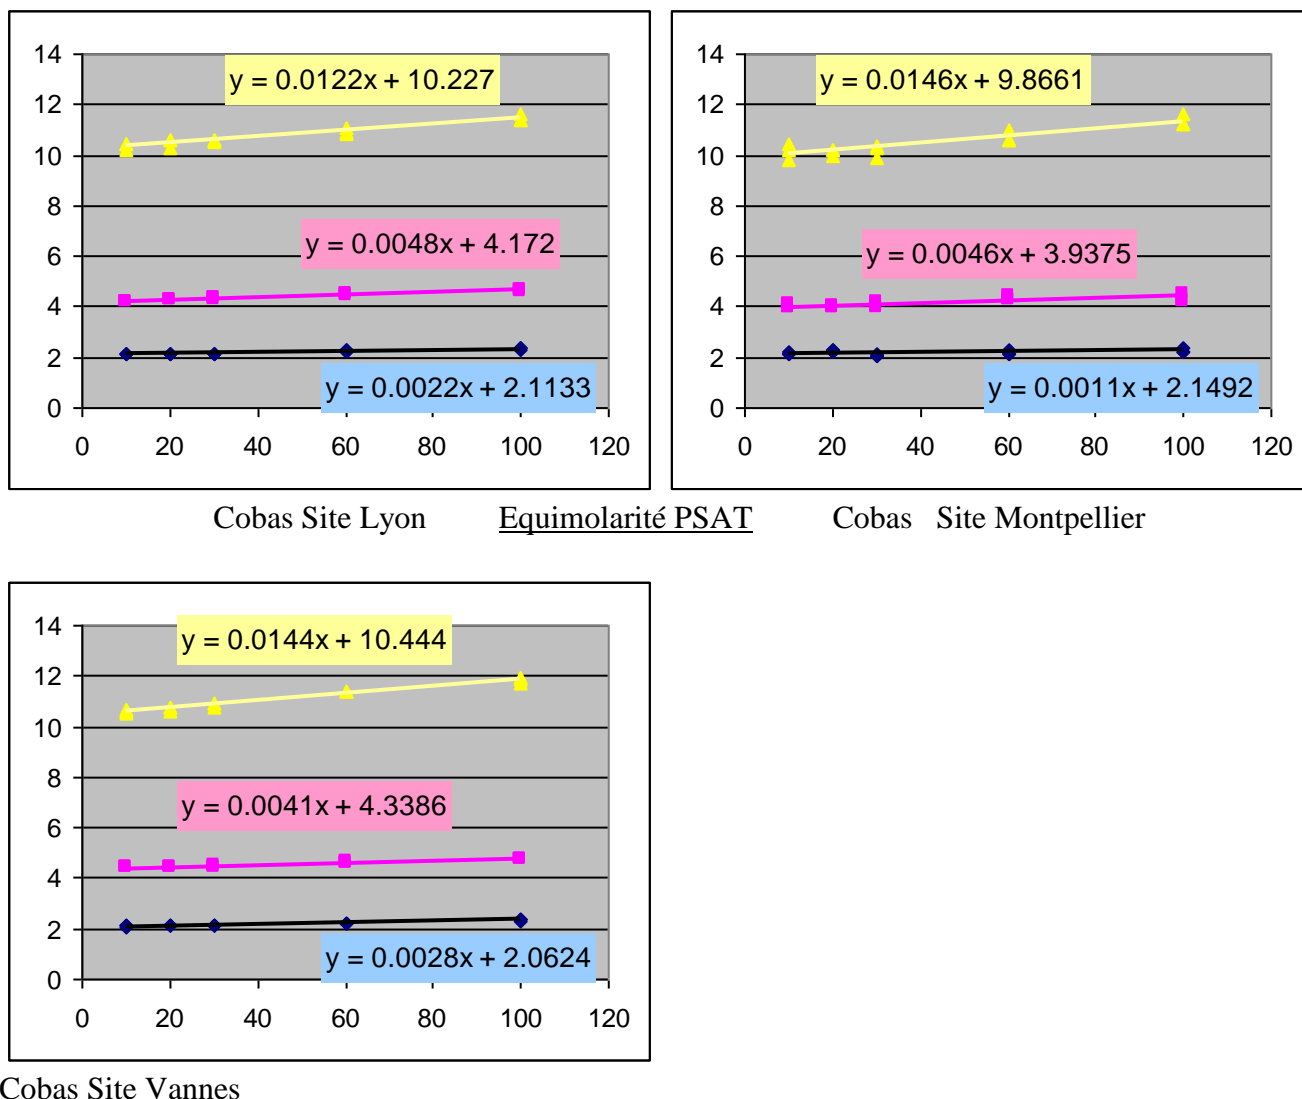 14
12
10
8
6
4
2
0
y = 0.0122x + 10.227
y = 0.0048x + 4.172
y = 0.0022x + 2.1133
0 20 40 60 80 100 120
14
12
10
8
6
4
2
0
y = 0.0146x + 9.8661
y = 0.0046x + 3.9375
y = 0.0011x + 2.1492
0 20 40 60 80 100 120
Cobas Site Lyon Equimolarité PSAT Cobas Site Montpellier
14
12
10
8
6
4
2
0
y = 0.0144x + 10.444
y = 0.0041x + 4.3386
y = 0.0028x + 2.0624
0 20 40 60 80 100 120
Cobas Site Vannes